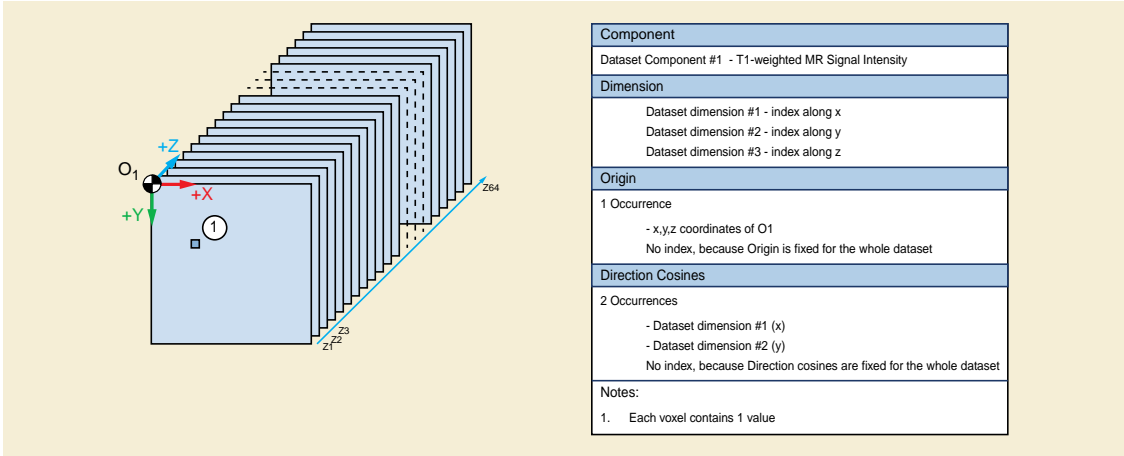 +Z
O1
+X
+Y
1
Z64
Z3
Z2
Z1
Component
Dataset Component #1 - T1-weighted MR Signal Intensity
Dimension
Dataset dimension #1 - index along x
Dataset dimension #2 - index along y
Dataset dimension #3 - index along z
Origin
1 Occurrence
- x,y,z coordinates of O1
No index, because Origin is fixed for the whole dataset
Direction Cosines
2 Occurrences
- Dataset dimension #1 (x)
- Dataset dimension #2 (y)
No index, because Direction cosines are fixed for the whole dataset
Notes:
1. Each voxel contains 1 value